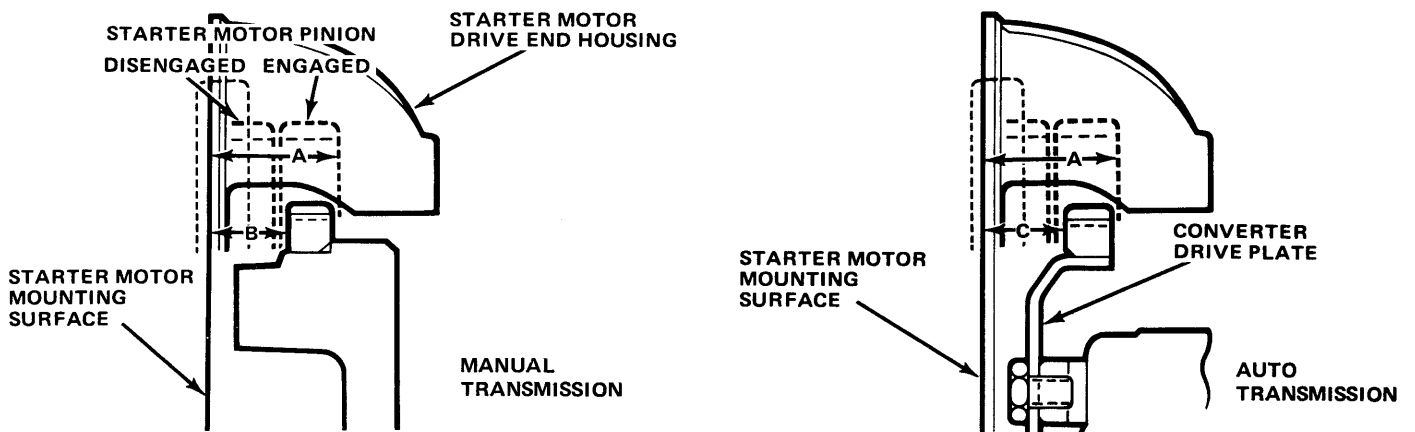 STARTER MOTOR PINION
DISENGAGED ENGAGED
STARTER MOTOR
DRIVE END HOUSING
A
B
STARTER MOTOR
MOUNTING
SURFACE
MANUAL
TRANSMISSION
A
C
CONVERTER
DRIVE PLATE
STARTER MOTOR
MOUNTING
SURFACE
AUTO
TRANSMISSION